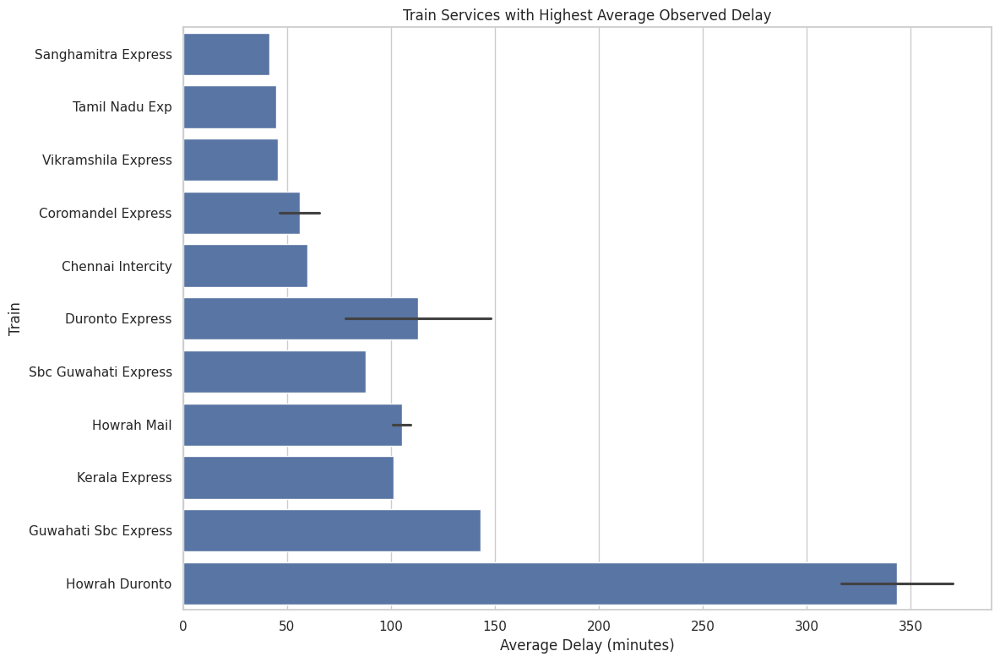 Train Services with Highest Average Observed Delay
Train
Sanghamitra Express
Tamil Nadu Exp
Vikramshila Express
Coromandel Express
Chennai Intercity
Duronto Express
Sbc Guwahati Express
Howrah Mail
Kerala Express
Guwahati Sbc Express
Howrah Duronto
0 50 100 150 200 250 300 350
Average Delay (minutes)